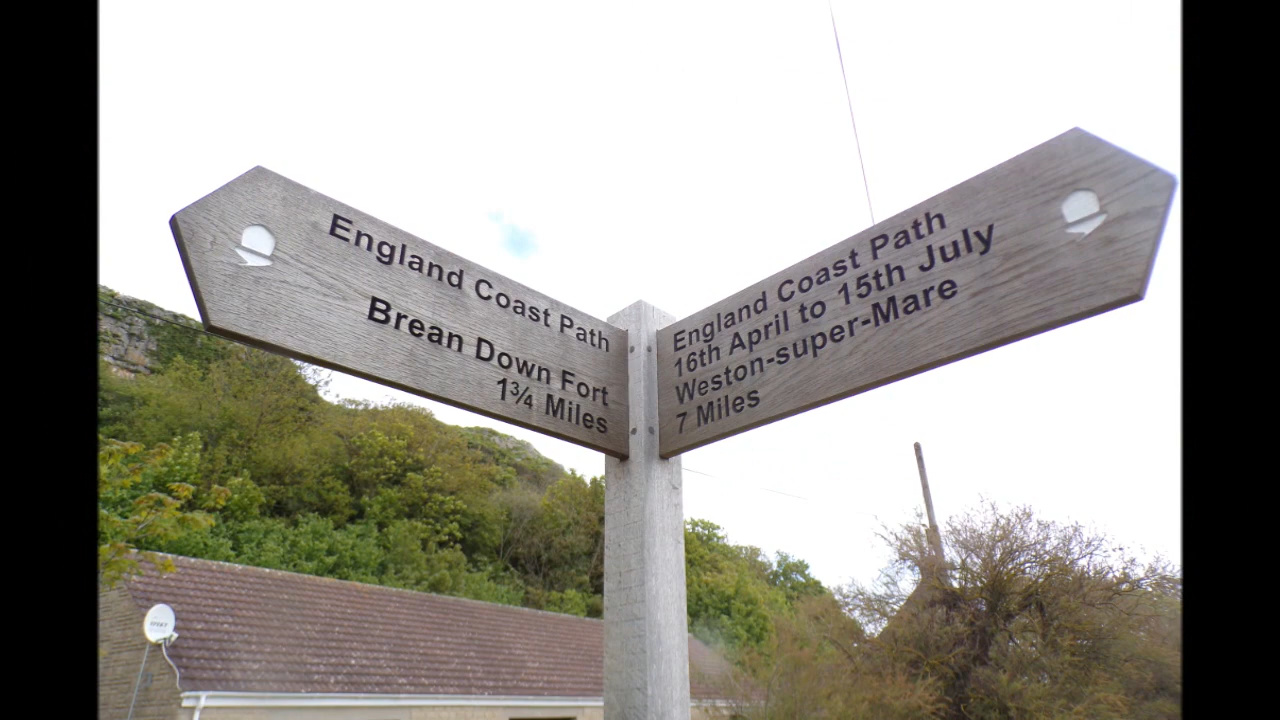 England Coast Path
Brean Down Fort
1¾ Miles
England Coast Path
16th April to 15th July
Weston-super-Mare
7 Miles